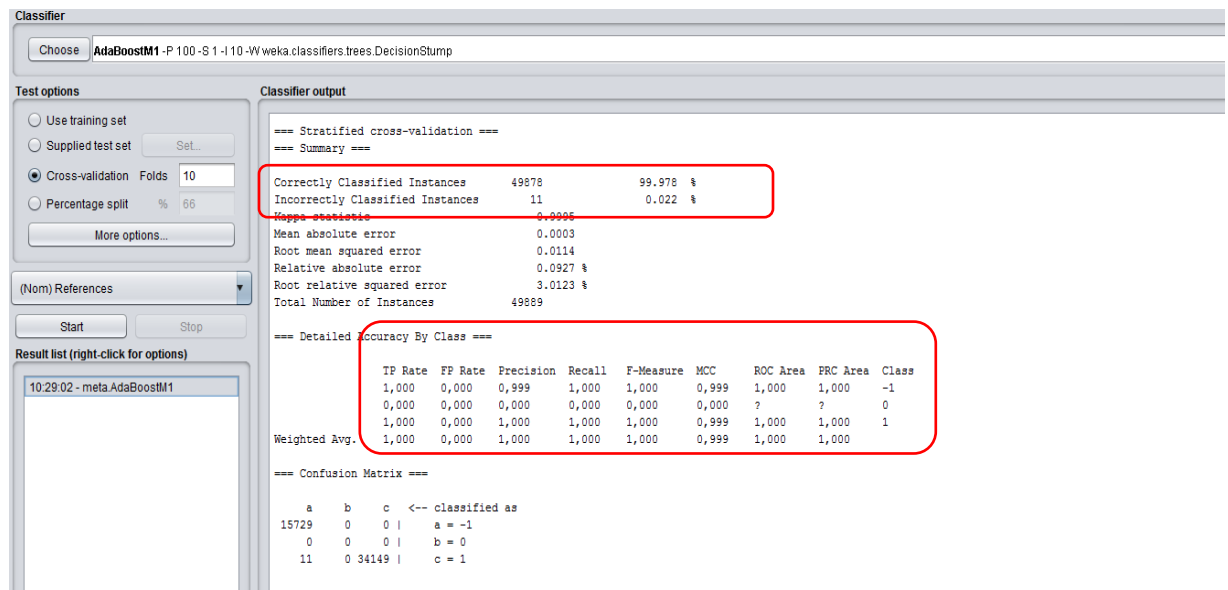 Classifier
Choose AdaBoostM1 -P 100 -S 1 -I 10 -W weka.classifiers.trees.DecisionStump
Test options
Use training set
Supplied test set Set...
Cross-validation Folds 10
Percentage split % 66
More options...
(Nom) References
Start Stop
Result list (right-click for options)
10:29:02 - meta.AdaBoostM1
Classifier output
=== Stratified cross-validation ===
=== Summary ===
Correctly Classified Instances 49878 99.978 %
Incorrectly Classified Instances 11 0.022 %
Kappa statistic 0.9995
Mean absolute error 0.0003
Root mean squared error 0.0114
Relative absolute error 0.0927 %
Root relative squared error 3.0123 %
Total Number of Instances 49889
=== Detailed Accuracy By Class ===
TP Rate FP Rate Precision Recall F-Measure MCC ROC Area PRC Area Class
1,000 0,000 0,999 1,000 1,000 0,999 1,000 1,000 -1
0,000 0,000 0,000 0,000 0,000 0,000 ? ? 0
1,000 0,000 1,000 1,000 1,000 0,999 1,000 1,000 1
Weighted Avg. 1,000 0,000 1,000 1,000 1,000 0,999 1,000 1,000
=== Confusion Matrix ===
a b c <-- classified as
15729 0 0 | a = -1
0 0 0 | b = 0
11 0 34149 | c = 1